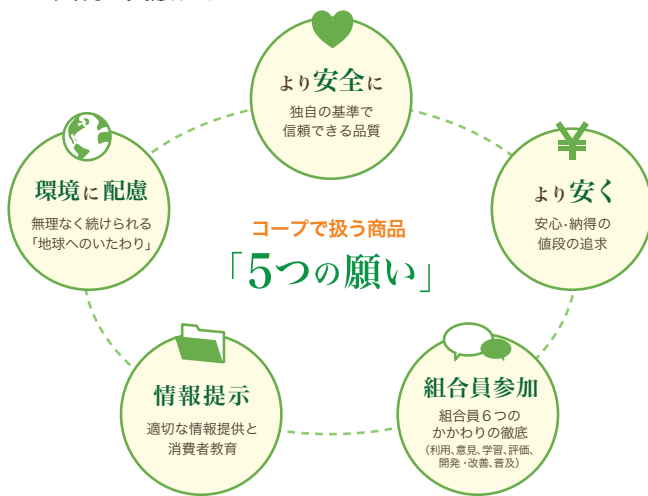 より安全に
独自の基準で
信頼できる品質
環境に配慮
無理なく続けられる
「地球へのいたわり」
より安く
安心・納得の
値段の追求
コープで扱う商品
「5つの願い」
情報提示
適切な情報提供と
消費者教育
組合員参加
組合員6つの
かかわりの徹底
(利用、意見、学習、評価、
開発・改善、普及)